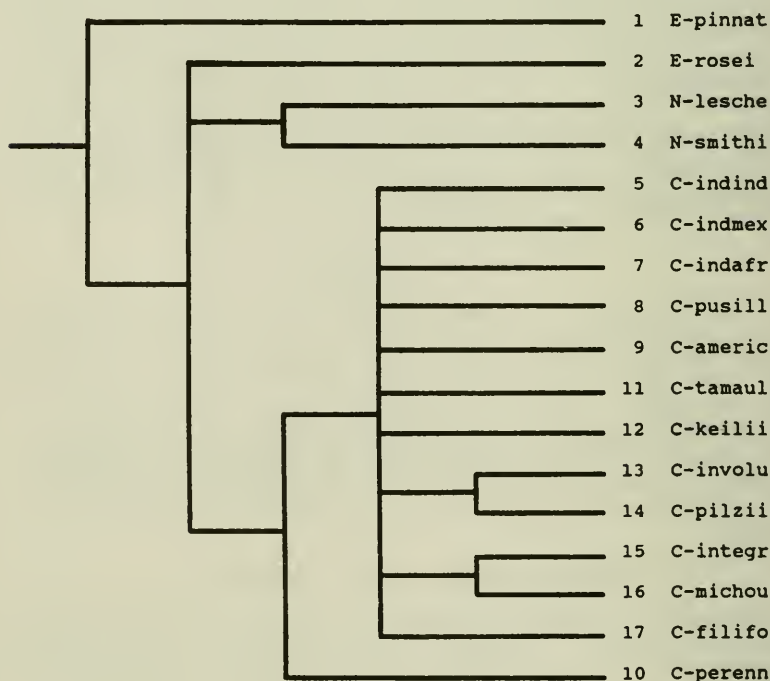 1 E-pinnat
2 E-rosei
3 N-lesche
4 N-smithi
5 C-indind
6 C-indmex
7 C-indafr
8 C-pusill
9 C-americ
11 C-tamaul
12 C-keilii
13 C-involu
14 C-pilzii
15 C-integr
16 C-michou
17 C-filifo
10 C-perenn